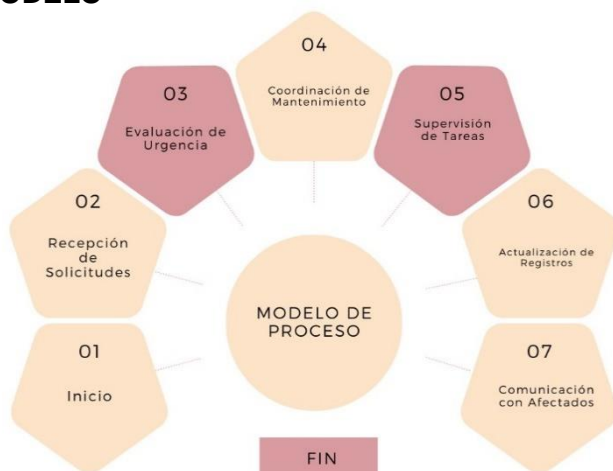 01
Inicio
02
Recepción
de
Solicitudes
03
Evaluación de
Urgencia
04
Coordinación de
Mantenimiento
05
Supervisión
de Tareas
06
Actualización de
Registros
07
Comunicación
con Afectados
MODELO DE
PROCESO
FIN